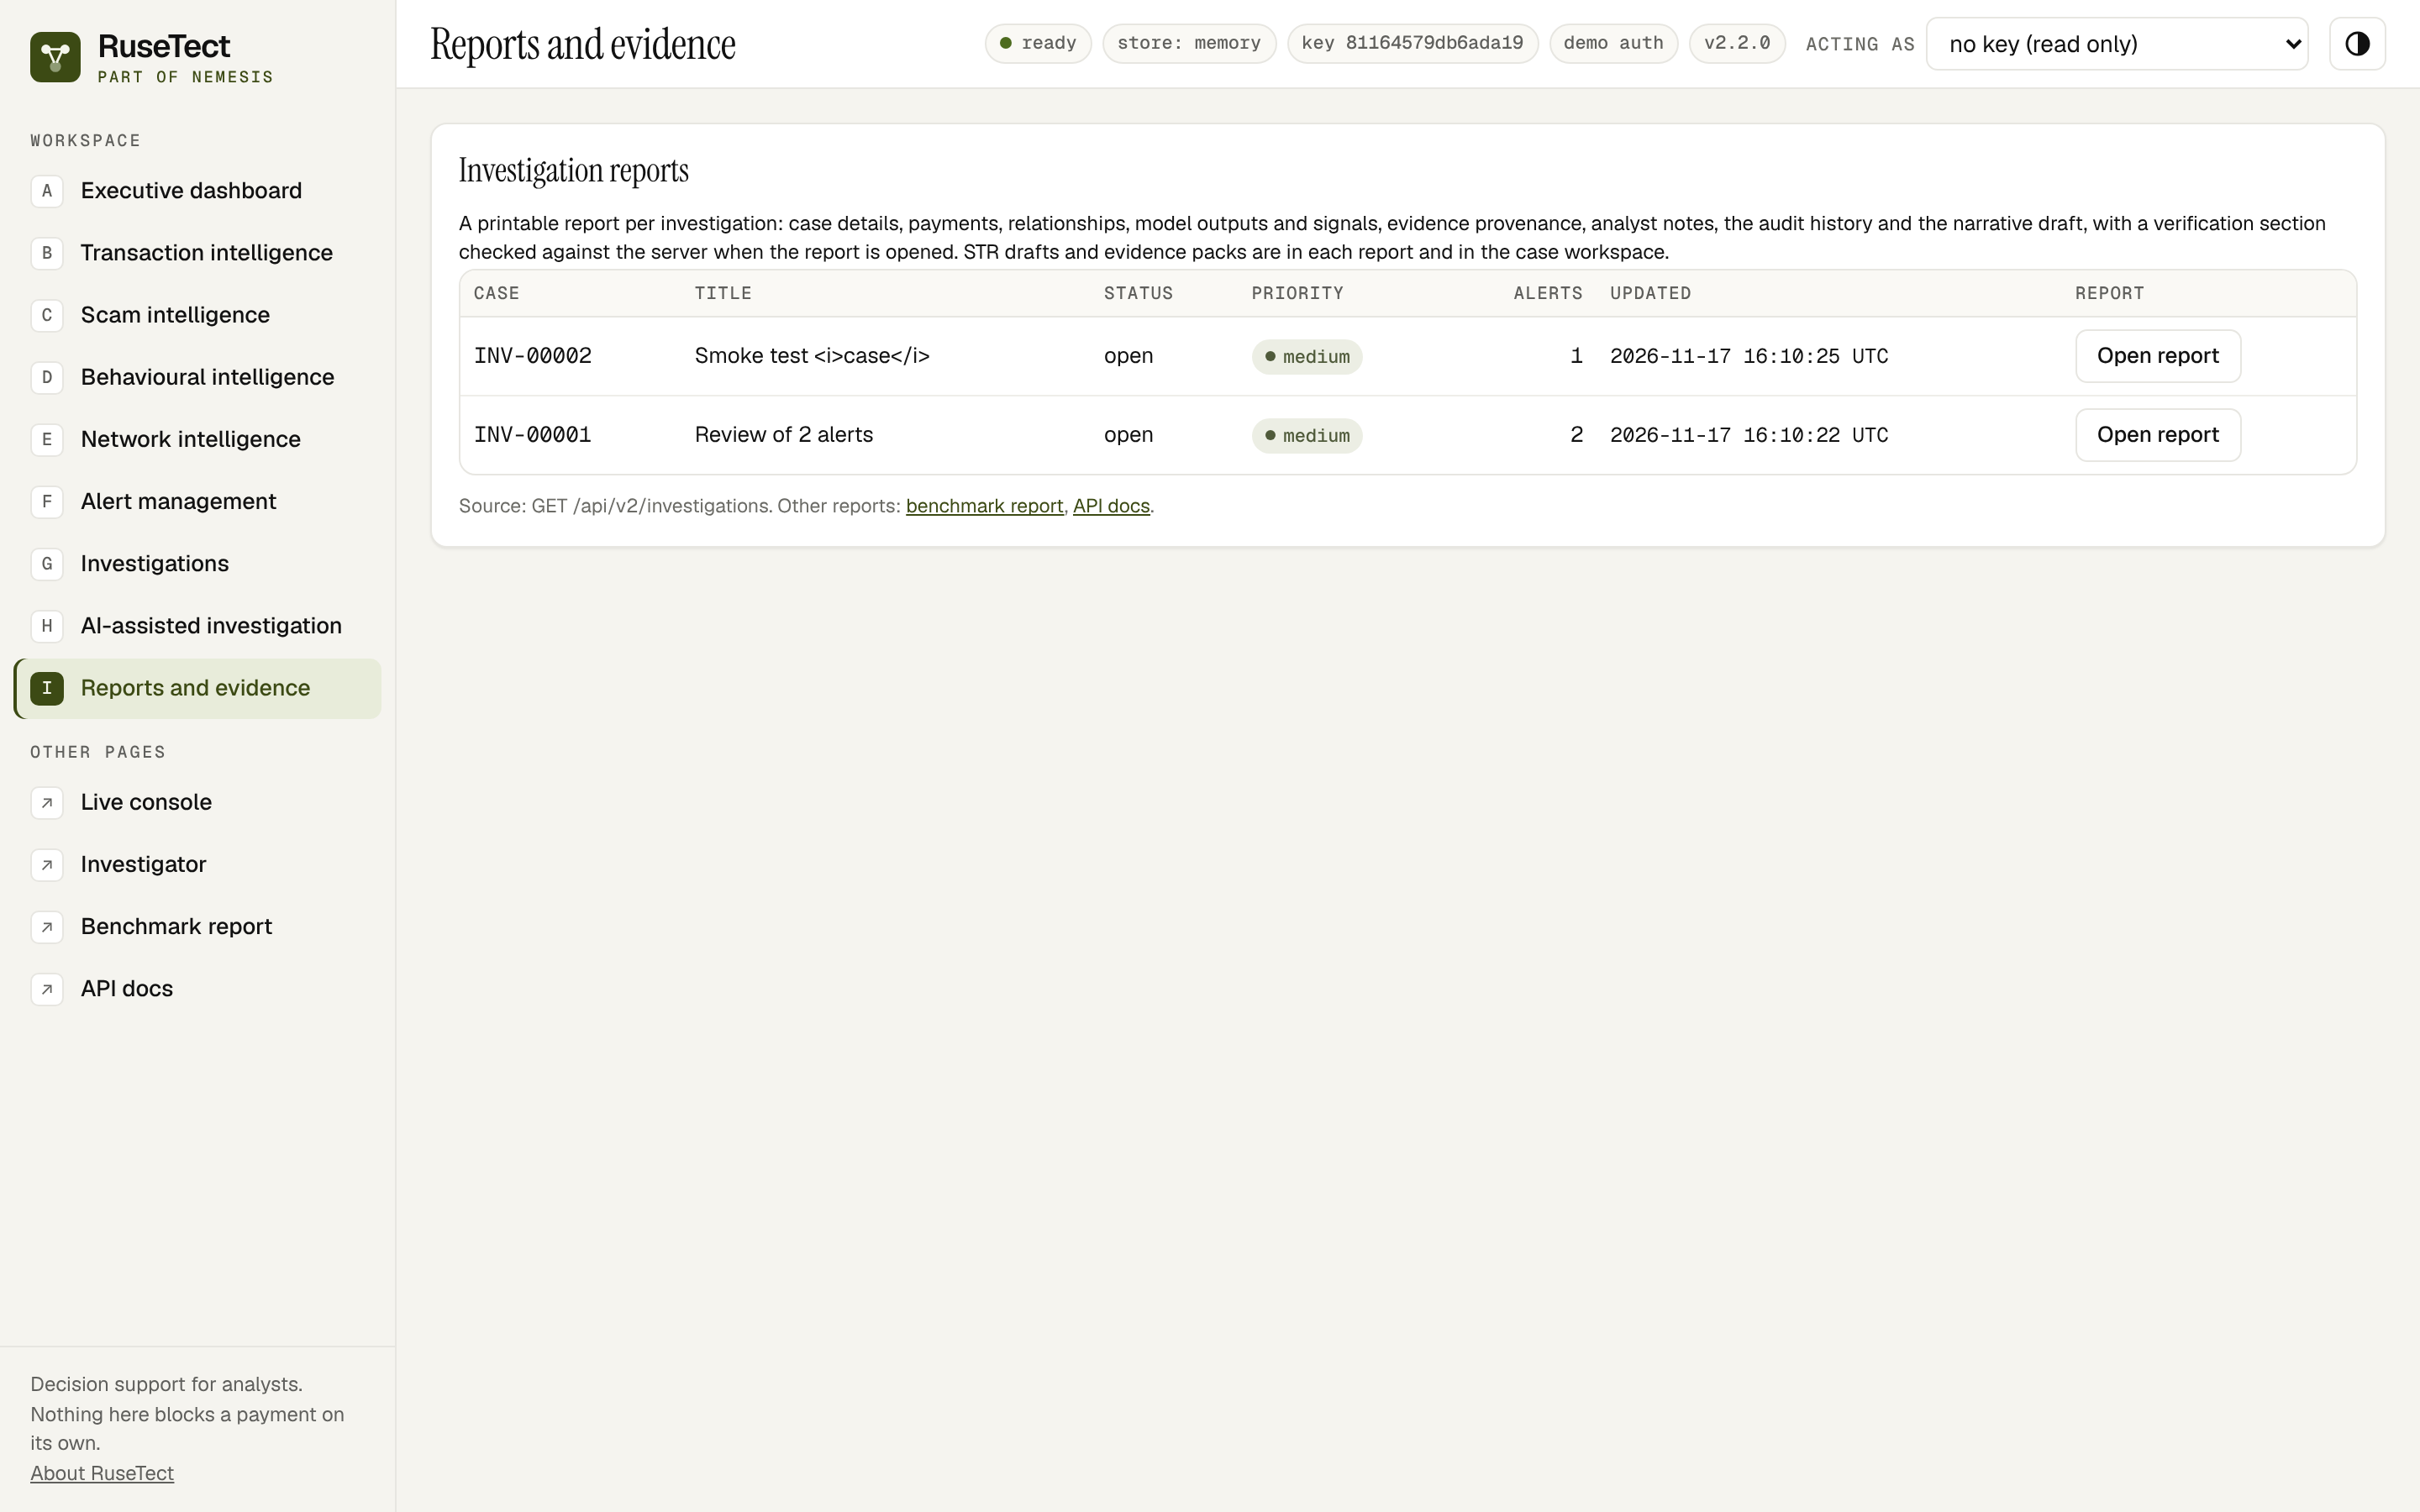 RuseTect
PART OF NEMESIS
WORKSPACE
A Executive dashboard
B Transaction intelligence
C Scam intelligence
D Behavioural intelligence
E Network intelligence
F Alert management
G Investigations
H AI-assisted investigation
I Reports and evidence
OTHER PAGES
Live console
Investigator
Benchmark report
API docs
Decision support for analysts.
Nothing here blocks a payment on
its own.
About RuseTect
Reports and evidence
ready store: memory key 81164579db6ada19 demo auth v2.2.0 ACTING AS no key (read only)
Investigation reports
A printable report per investigation: case details, payments, relationships, model outputs and signals, evidence provenance, analyst notes, the audit history and the narrative draft, with a verification section
checked against the server when the report is opened. STR drafts and evidence packs are in each report and in the case workspace.
CASE TITLE STATUS PRIORITY ALERTS UPDATED REPORT
INV-00002 Smoke test <i>case</i> open medium 1 2026-11-17 16:10:25 UTC Open report
INV-00001 Review of 2 alerts open medium 2 2026-11-17 16:10:22 UTC Open report
Source: GET /api/v2/investigations. Other reports: benchmark report, API docs.